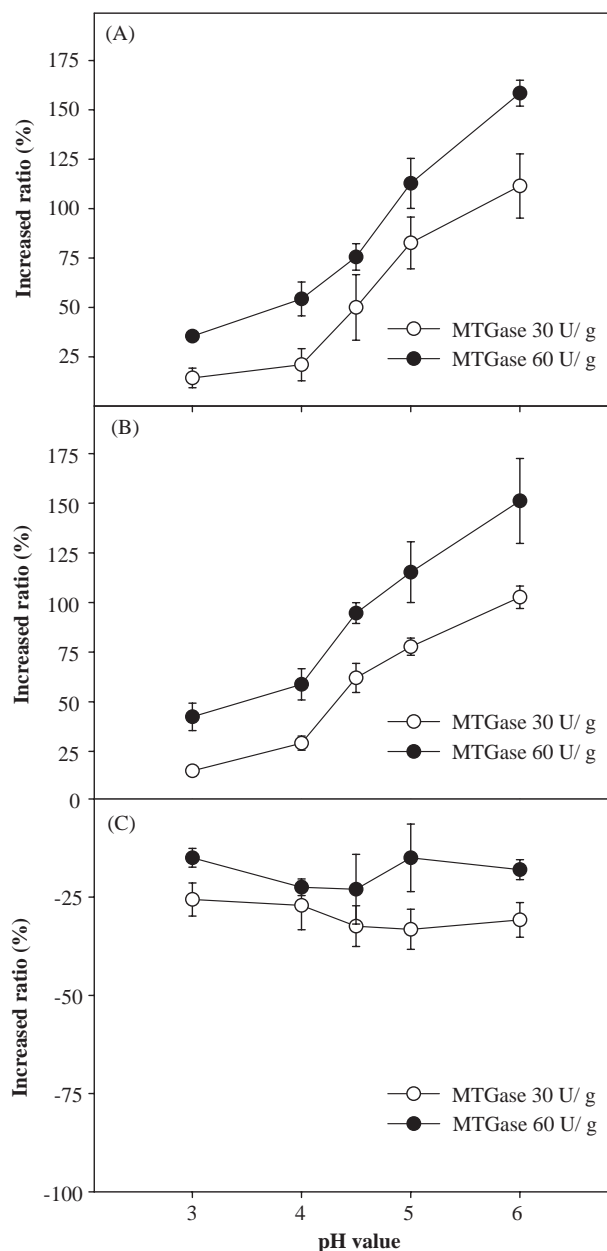 (A)
Increased ratio (%)
175
150
125
100
75
50
25
MTGase 30 U/ g
MTGase 60 U/ g
(B)
Increased ratio (%)
175
150
125
100
75
50
25
0
MTGase 30 U/ g
MTGase 60 U/ g
(C)
Increased ratio (%)
-25
-50
-75
-100
MTGase 30 U/ g
MTGase 60 U/ g
3 4 5 6
pH value